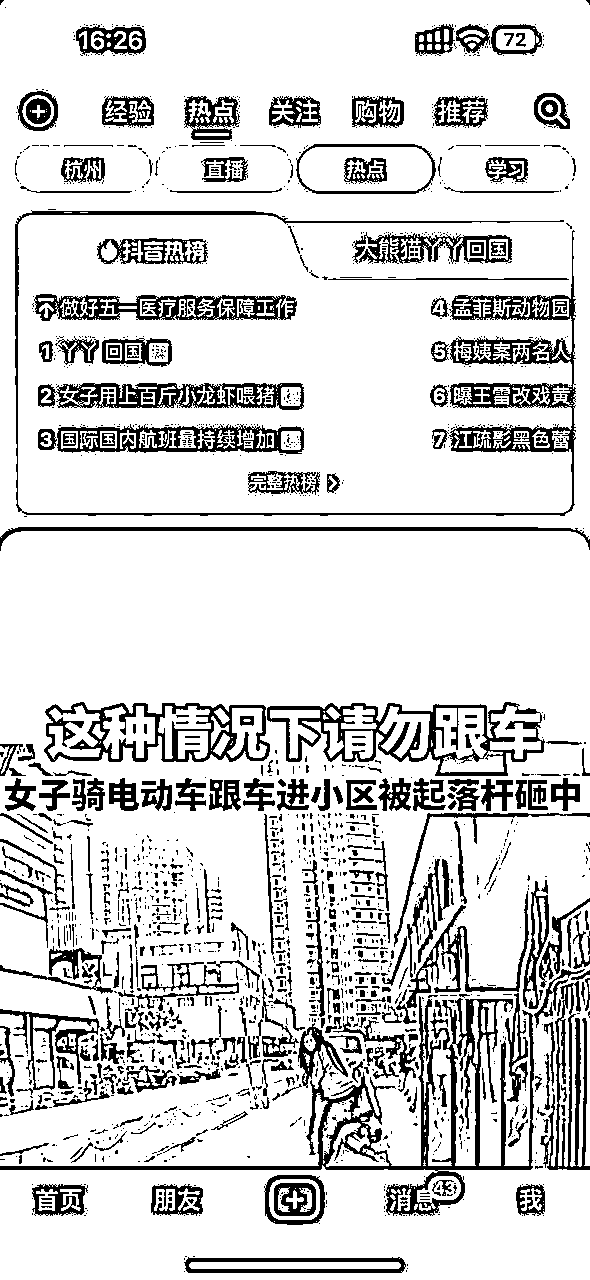 16:26
72
经验 热点 关注 购物 推荐
杭州 直播 热点 学习
抖音热榜 大熊猫丫丫回国
做好五一医疗服务保障工作
4 孟菲斯动物园
1 丫丫回国
5 梅姨案两名人
2 女子用上百斤小龙虾喂猪
6 曝王雷改戏黄
3 国际国内航班量持续增加
7 江疏影黑色蕾
完整热榜 >
这种情况下请勿跟车
女子骑电动车跟车进小区被起落杆砸中
首页 朋友 消息 43 我